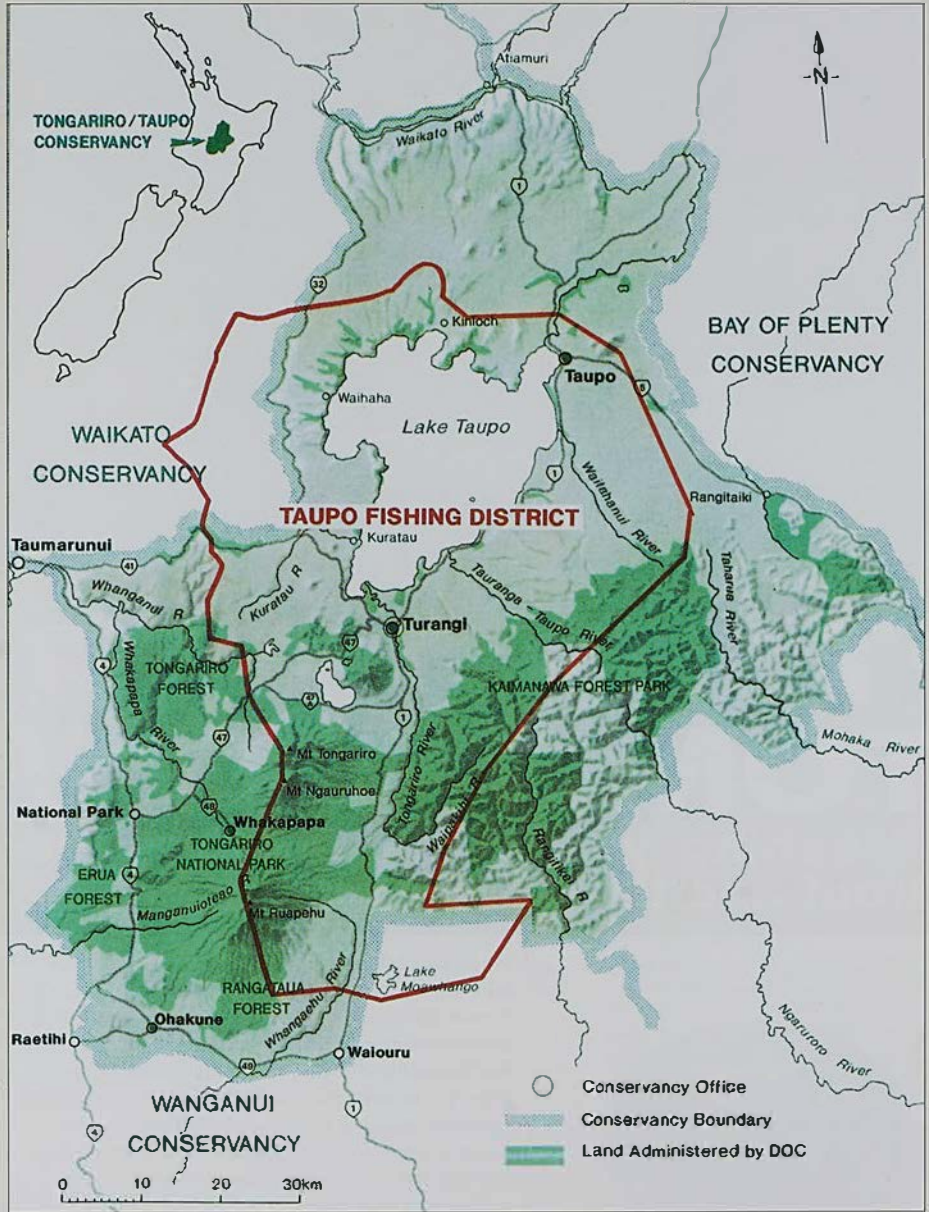 Atiamuri
-N-
TONGARIRO/TAUPO
CONSERVANCY
Waikato River
1
32
Kinloch
BAY OF PLENTY
CONSERVANCY
Taupo
5
Waihaha
Lake Taupo
WAIKATO
CONSERVANCY
1
Rangitaiki
Waitehanui River
TAUPO FISHING DISTRICT
Kuratau
Taumarunui
41
Whanganui R
Kuratau R
Tauranga - Taupo River
Taharua River
Turangi
47
4
TONGARIRO
FOREST
Whakapapa River
KAIMANAWA FOREST PARK
47
1
Mohaka River
47
Mt Tongariro
Tongariro River
Mt Ngauruhoe
Waipakihi R.
National Park
48
Whakapapa
Rangitikei R
TONGARIRO
NATIONAL PARK
ERUA
FOREST
4
Manganuioteao R
Mt Ruapehu
Lake
Moawhango
RANGATAUA
FOREST
Whangaehu River
Ngaruroro River
Ohakune
Raetihi
49
Waiouru
WANGANUI
CONSERVANCY
1
4
Conservancy Office
Conservancy Boundary
Land Administered by DOC
0 10 20 30km